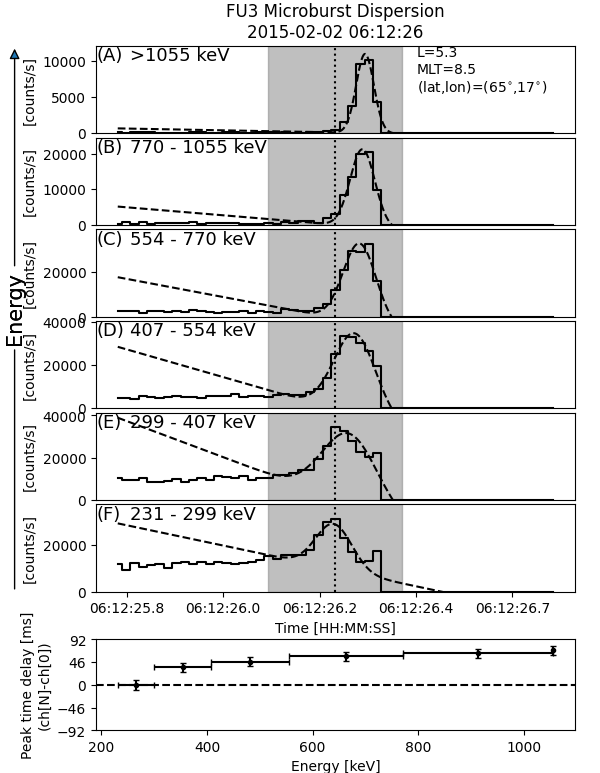 FU3 Microburst Dispersion
2015-02-02 06:12:26
Energy
(A) >1055 keV
L=5.3
MLT=8.5
(lat,lon)=(65°,17°)
10000
5000
0
[counts/s]
(B) 770 - 1055 keV
20000
10000
0
[counts/s]
(C) 554 - 770 keV
20000
0
[counts/s]
(D) 407 - 554 keV
40000
20000
0
[counts/s]
(E) 299 - 407 keV
40000
20000
0
[counts/s]
(F) 231 - 299 keV
20000
0
[counts/s]
06:12:25.8 06:12:26.0 06:12:26.2 06:12:26.4 06:12:26.7
Time [HH:MM:SS]
Peak time delay [ms]
(ch[N]-ch[0])
92
46
0
−46
−92
200 400 600 800 1000
Energy [keV]